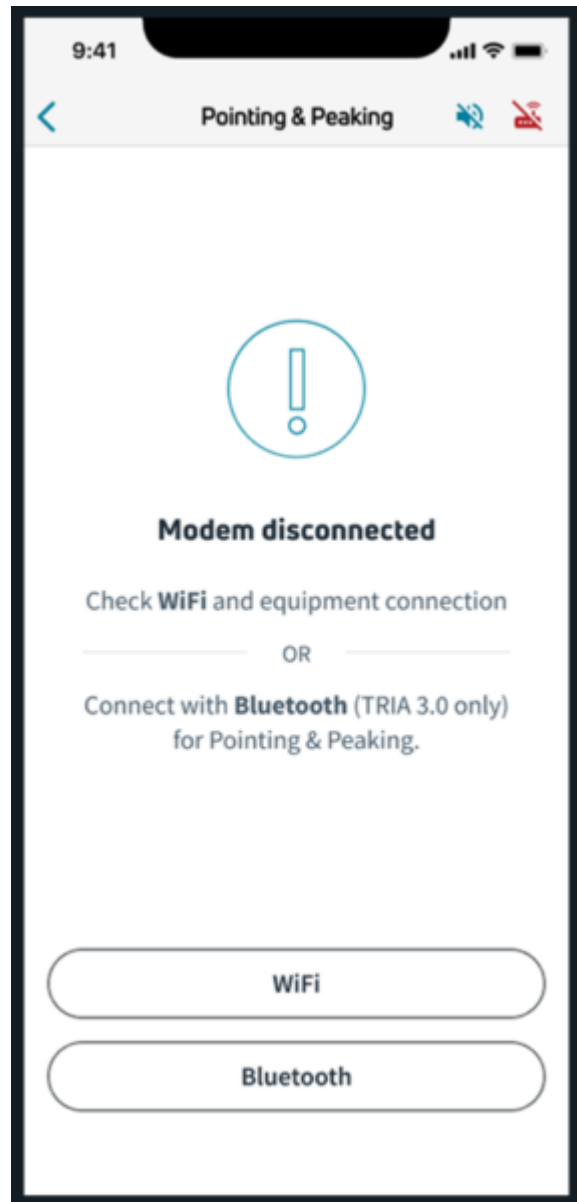 9:41
Pointing & Peaking
Modem disconnected
Check WiFi and equipment connection
OR
Connect with Bluetooth (TRIA 3.0 only)
for Pointing & Peaking.
WiFi
Bluetooth